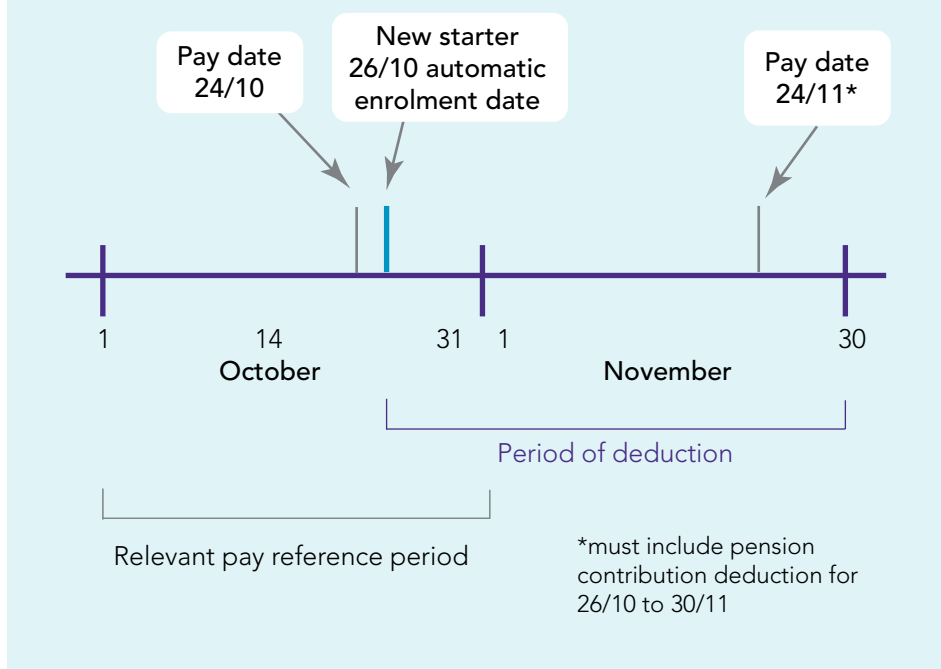 Pay date
24/10
New starter
26/10 automatic
enrolment date
Pay date
24/11*
1
14
31
1
30
October
November
Period of deduction
Relevant pay reference period
*must include pension
contribution deduction for
26/10 to 30/11